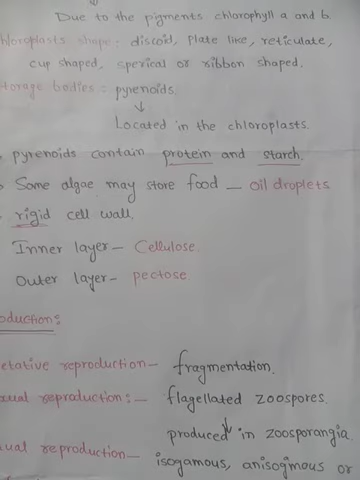 Due to the pigments chlorophyll a and b.
hloroplasts shape - discoid, plate like, reticulate,
cup shaped, sperical or ribbon shaped.
torage bodies : pyrenoids.
↓
Located in the chloroplasts.
pyrenoids contain protein and starch.
Some algae may store food — oil droplets
rigid cell wall.
Inner layer - Cellulose.
Outer layer - pectose.
oduction:
etative reproduction - fragmentation.
xual repraduction:- flagellated zoospores.
↓
produced in zoosporangia.
ual reproduction - isogamous, anisogmous or